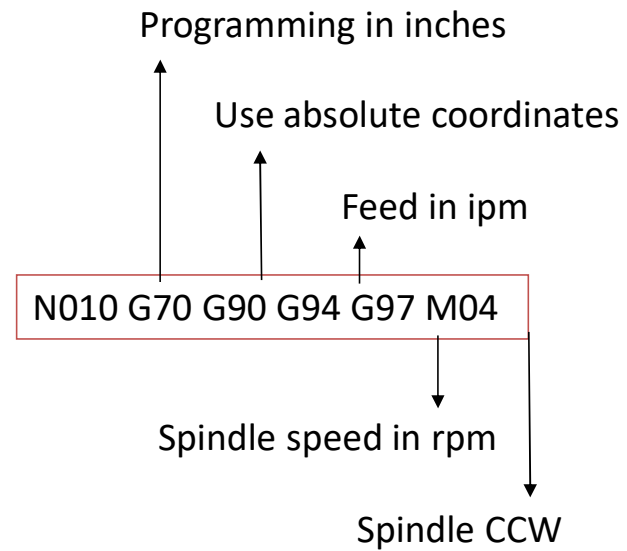 Programming in inches
Use absolute coordinates
Feed in ipm
N010 G70 G90 G94 G97 M04
Spindle speed in rpm
Spindle CCW